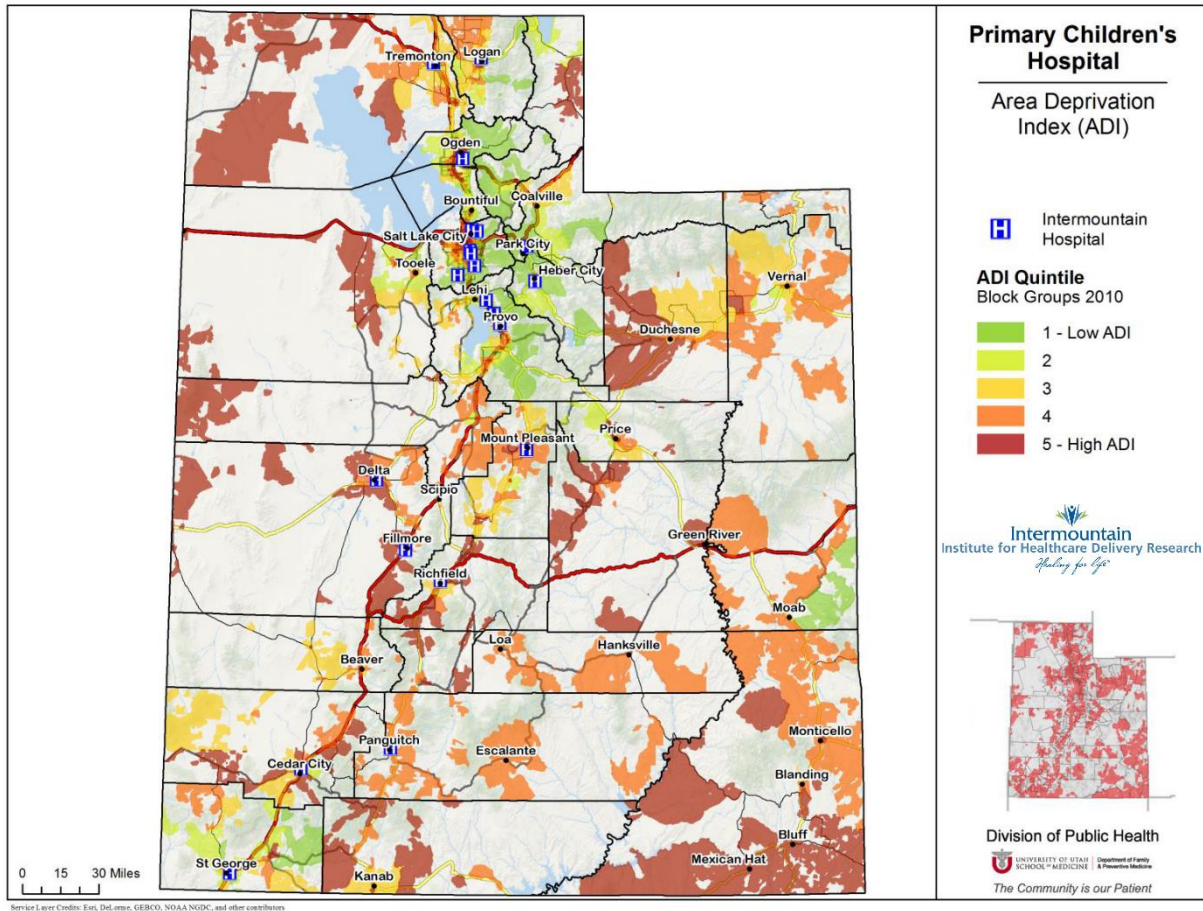 Primary Children's
Hospital
Area Deprivation
Index (ADI)
H Intermountain
Hospital
ADI Quintile
Block Groups 2010
1 - Low ADI
2
3
4
5 - High ADI
Intermountain
Institute for Healthcare Delivery Research
Healing for life
Division of Public Health
UNIVERSITY OF UTAH
SCHOOL OF MEDICINE
Department of Family
& Preventive Medicine
The Community is our Patient
Tremonton
Logan
Ogden
Bountiful
Coalville
Salt Lake City
Park City
Tooele
Heber City
Vernal
Lehi
Provo
Duchesne
Mount Pleasant
Price
Delta
Scipio
Fillmore
Green River
Richfield
Moab
Loa
Hanksville
Beaver
Panguitch
Escalante
Monticello
Cedar City
Blanding
Bluff
St George
Mexican Hat
Kanab
0 15 30 Miles
Service Layer Credits: Esri, DeLorme, GEBCO, NOAA NGDC, and other contributors